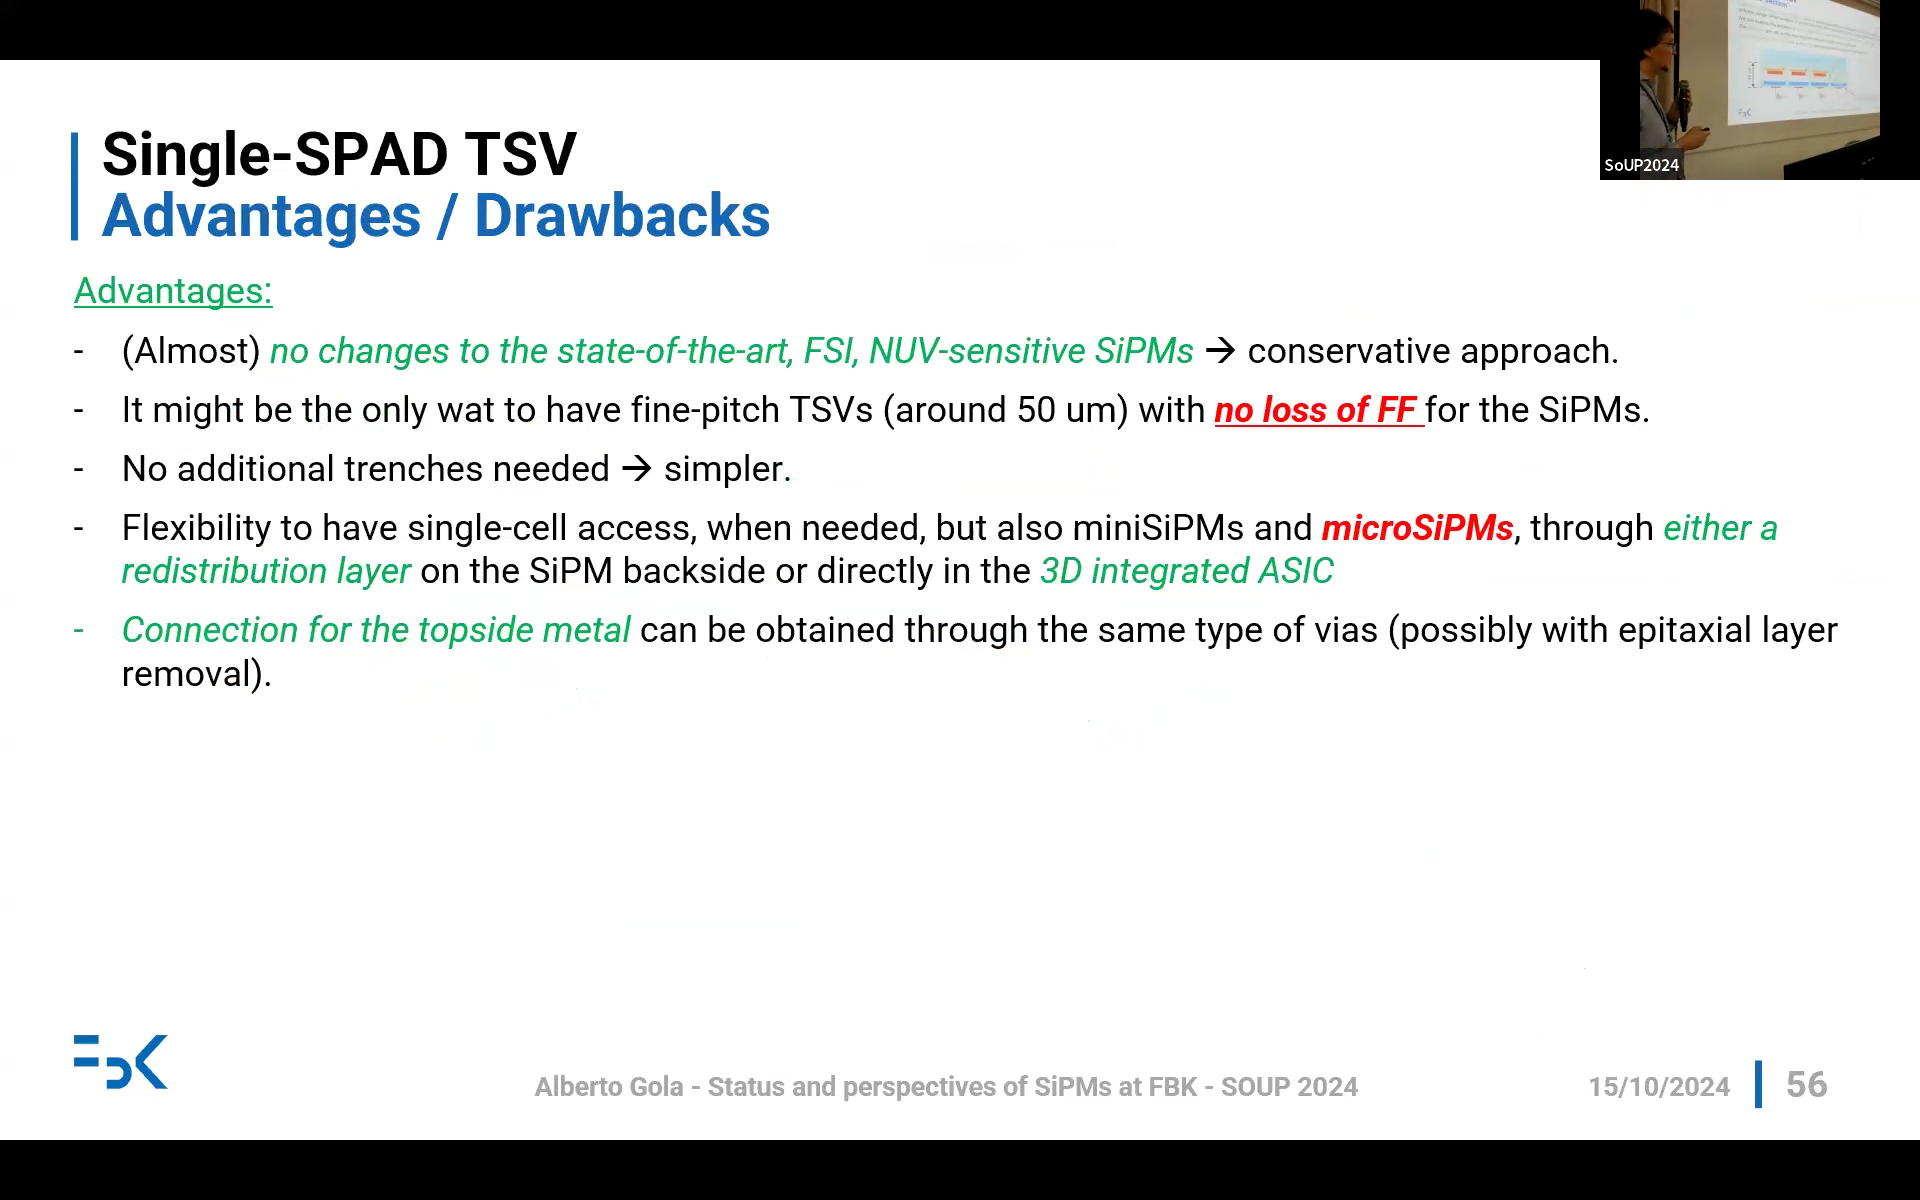 SoUP2024
Single-SPAD TSV
Advantages / Drawbacks
Advantages:
- (Almost) no changes to the state-of-the-art, FSI, NUV-sensitive SiPMs → conservative approach.
- It might be the only wat to have fine-pitch TSVs (around 50 um) with no loss of FF for the SiPMs.
- No additional trenches needed → simpler.
- Flexibility to have single-cell access, when needed, but also miniSiPMs and microSiPMs, through either a
redistribution layer on the SiPM backside or directly in the 3D integrated ASIC
- Connection for the topside metal can be obtained through the same type of vias (possibly with epitaxial layer
removal).
FBK
Alberto Gola - Status and perspectives of SiPMs at FBK - SOUP 2024
15/10/2024
56